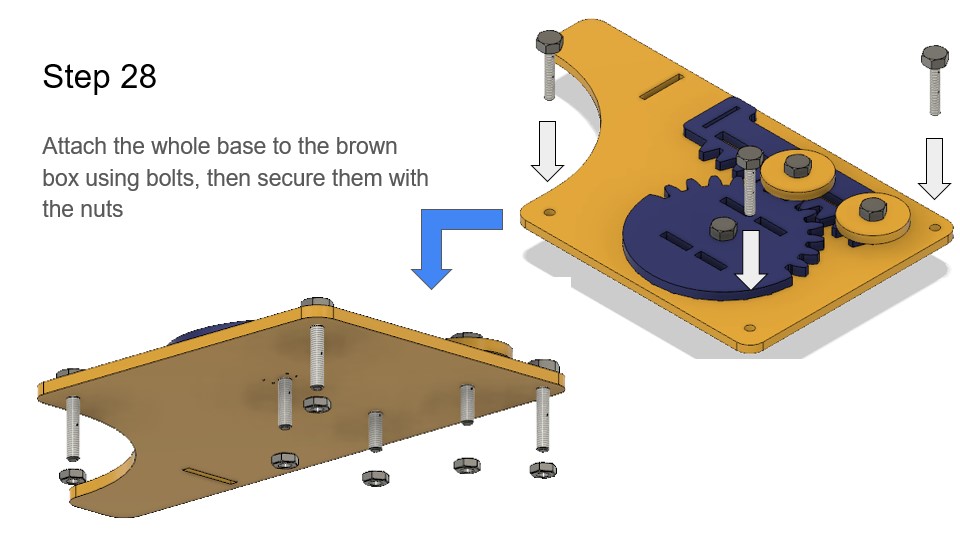 Step 28
Attach the whole base to the brown
box using bolts, then secure them with
the nuts